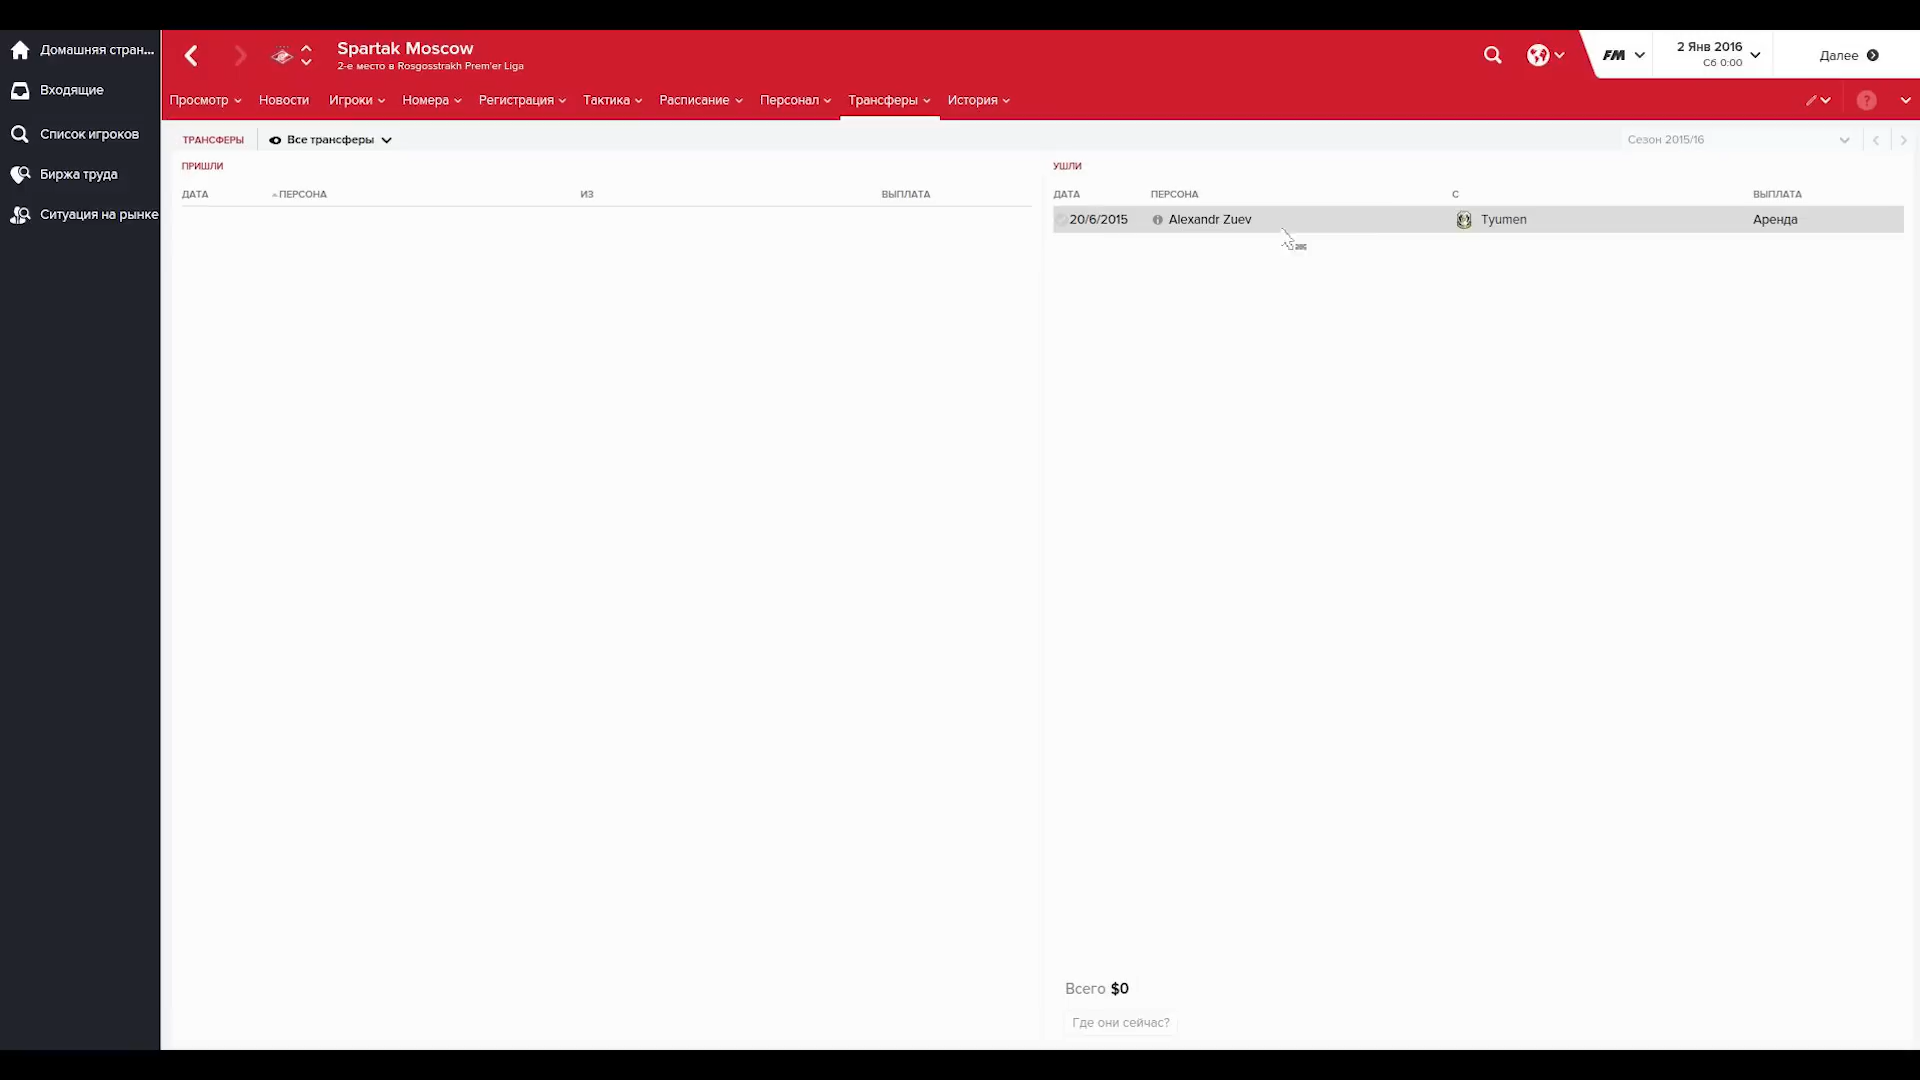 Домашняя стран...
Входящие
Список игроков
Биржа труда
Ситуация на рынке
Spartak Moscow
2-е место в Rosgosstrakh Prem'er Liga
FM
2 Янв 2016
Сб 0:00
Далее
Просмотр Новости Игроки Номера Регистрация Тактика Расписание Персонал Трансферы История
?
ТРАНСФЕРЫ Все трансферы Сезон 2015/16
ПРИШЛИ
ДАТА ПЕРСОНА ИЗ ВЫПЛАТА
УШЛИ
ДАТА ПЕРСОНА С ВЫПЛАТА
20/6/2015 Alexandr Zuev Tyumen Аренда
Всего $0
Где они сейчас?